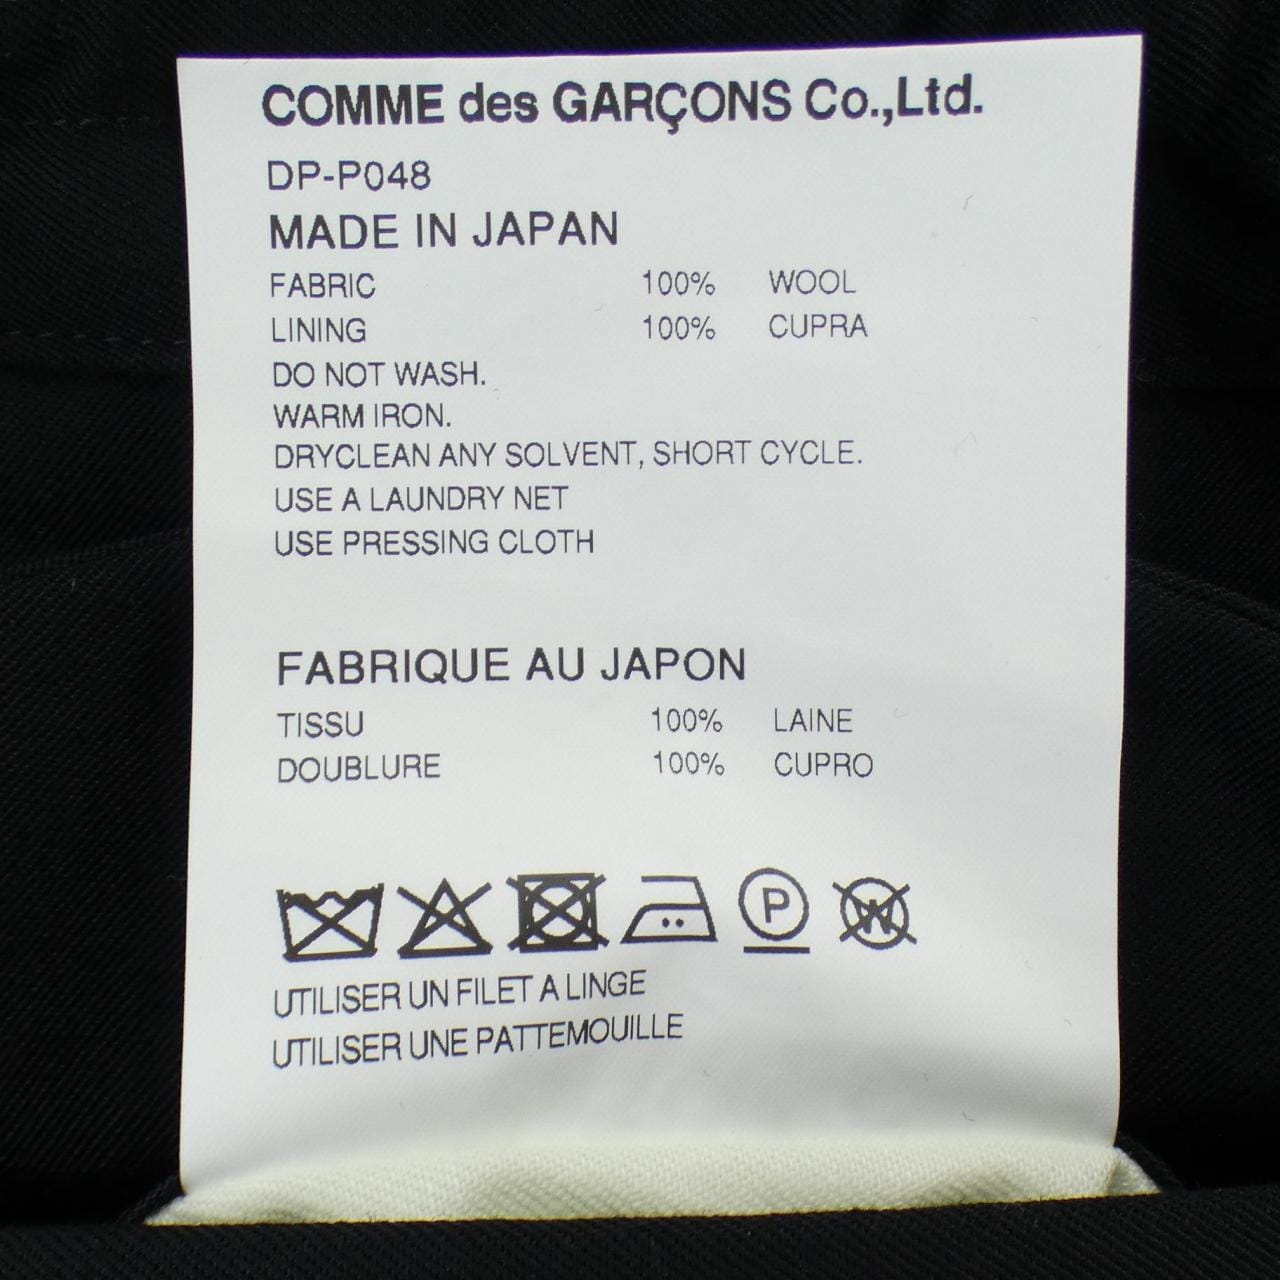 COMME des GARÇONS Co.,Ltd.
DP-P048
MADE IN JAPAN
FABRIC 100% WOOL
LINING 100% CUPRA
DO NOT WASH.
WARM IRON.
DRYCLEAN ANY SOLVENT, SHORT CYCLE.
USE A LAUNDRY NET
USE PRESSING CLOTH
FABRIQUE AU JAPON
TISSU 100% LAINE
DOUBLURE 100% CUPRO
P W
UTILISER UN FILET A LINGE
UTILISER UNE PATTEMOUILLE